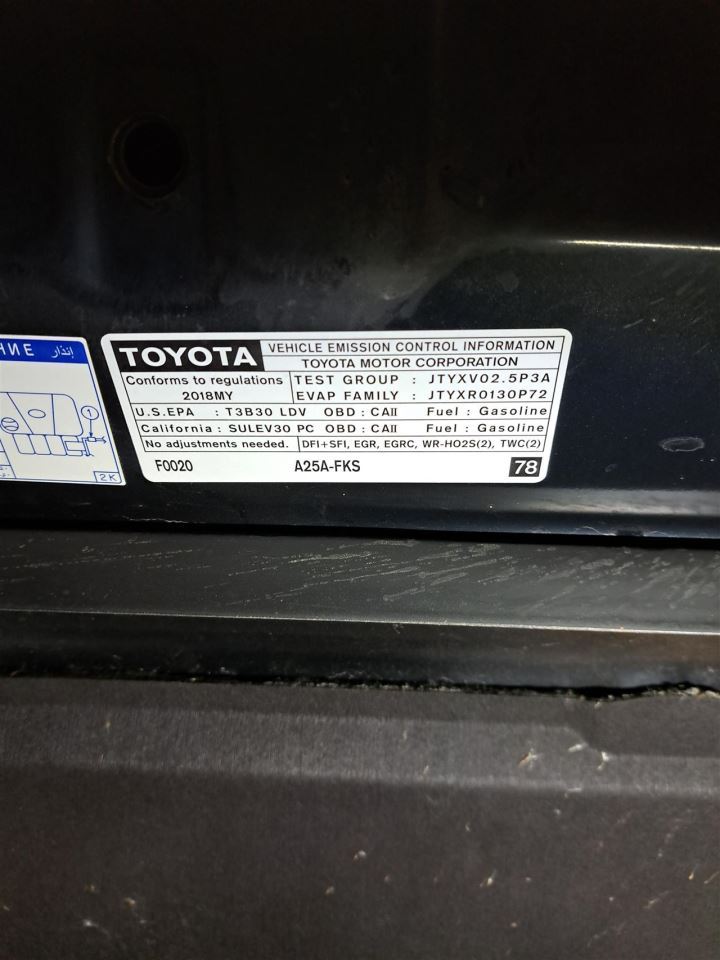 TOYOTA VEHICLE EMISSION CONTROL INFORMATION
TOYOTA MOTOR CORPORATION
Conforms to regulations
2018MY
TEST GROUP : JTYXV02.5P3A
EVAP FAMILY : JTYXR0130P72
U.S.EPA : T3B30 LDV OBD : CAII Fuel : Gasoline
California : SULEV30 PC OBD : CAII Fuel : Gasoline
No adjustments needed. DFI+SFI, EGR, EGRC, WR-HO2S(2), TWC(2)
F0020 A25A-FKS 78
إنذار
1
2K